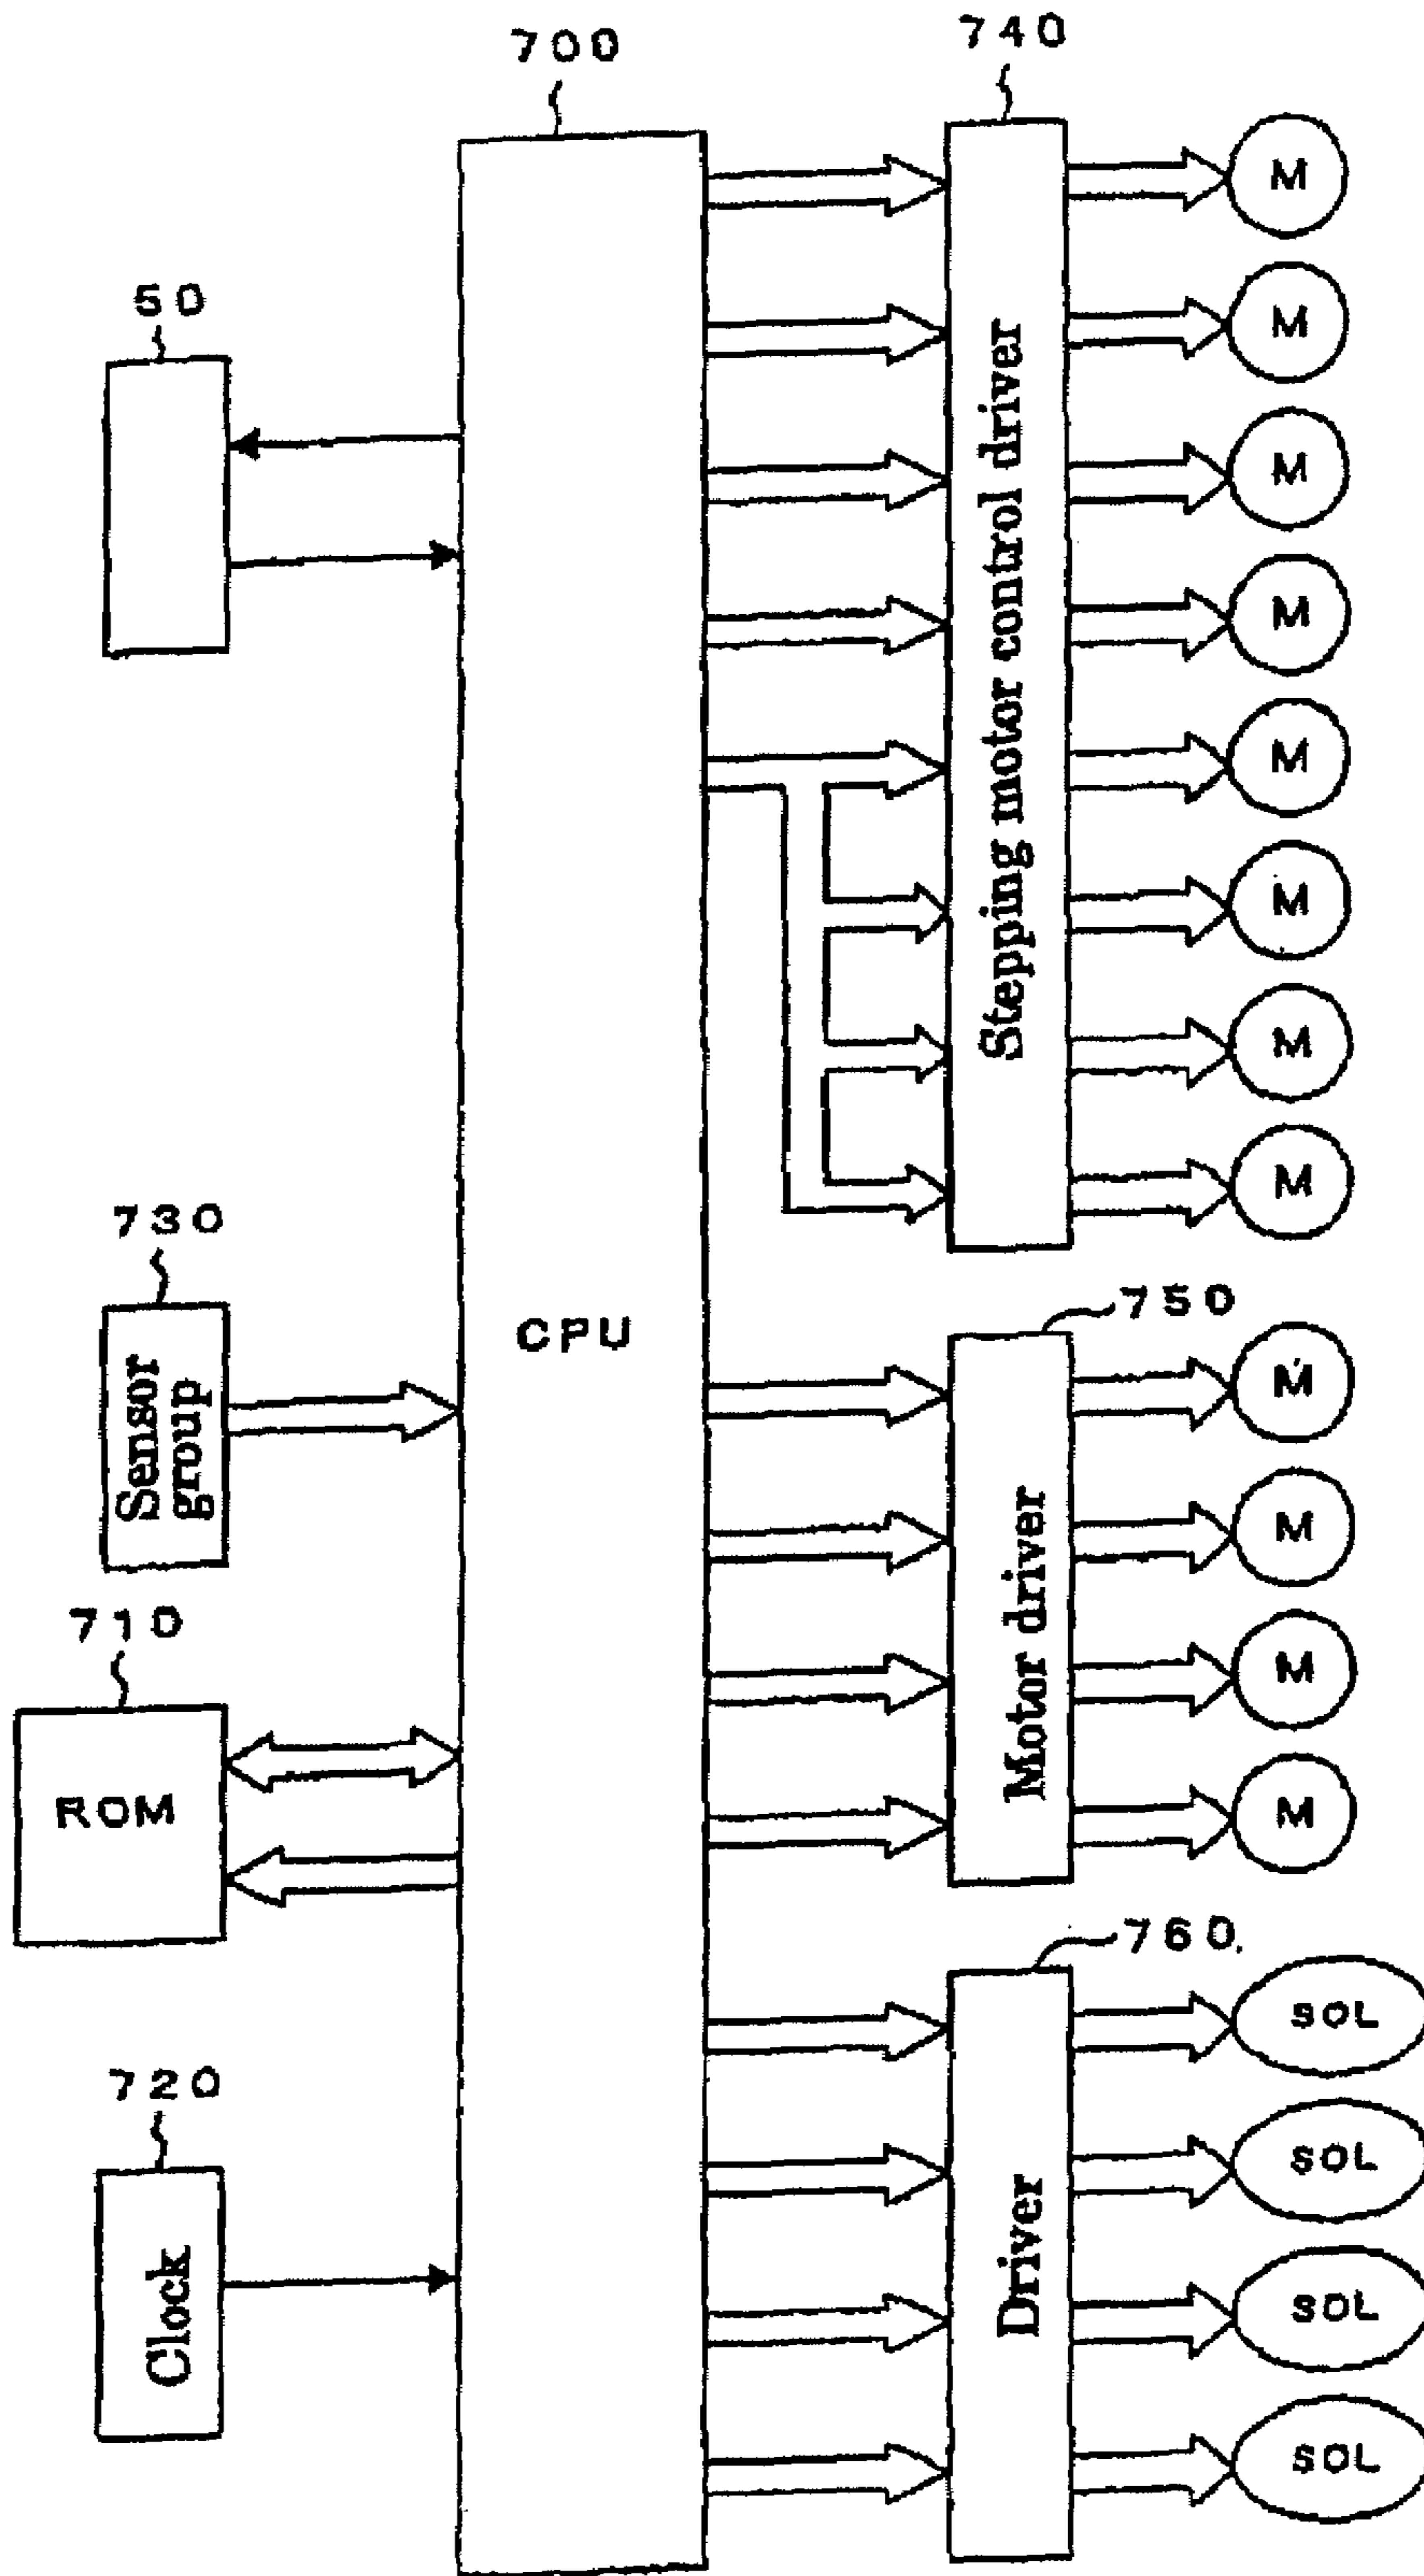 700
740
50
730
710
720
750
760
CPU
Sensor
group
ROM
Clock
Stepping motor control driver
Motor driver
Driver
M
M
M
M
M
M
M
M
M
M
M
M
SOL
SOL
SOL
SOL